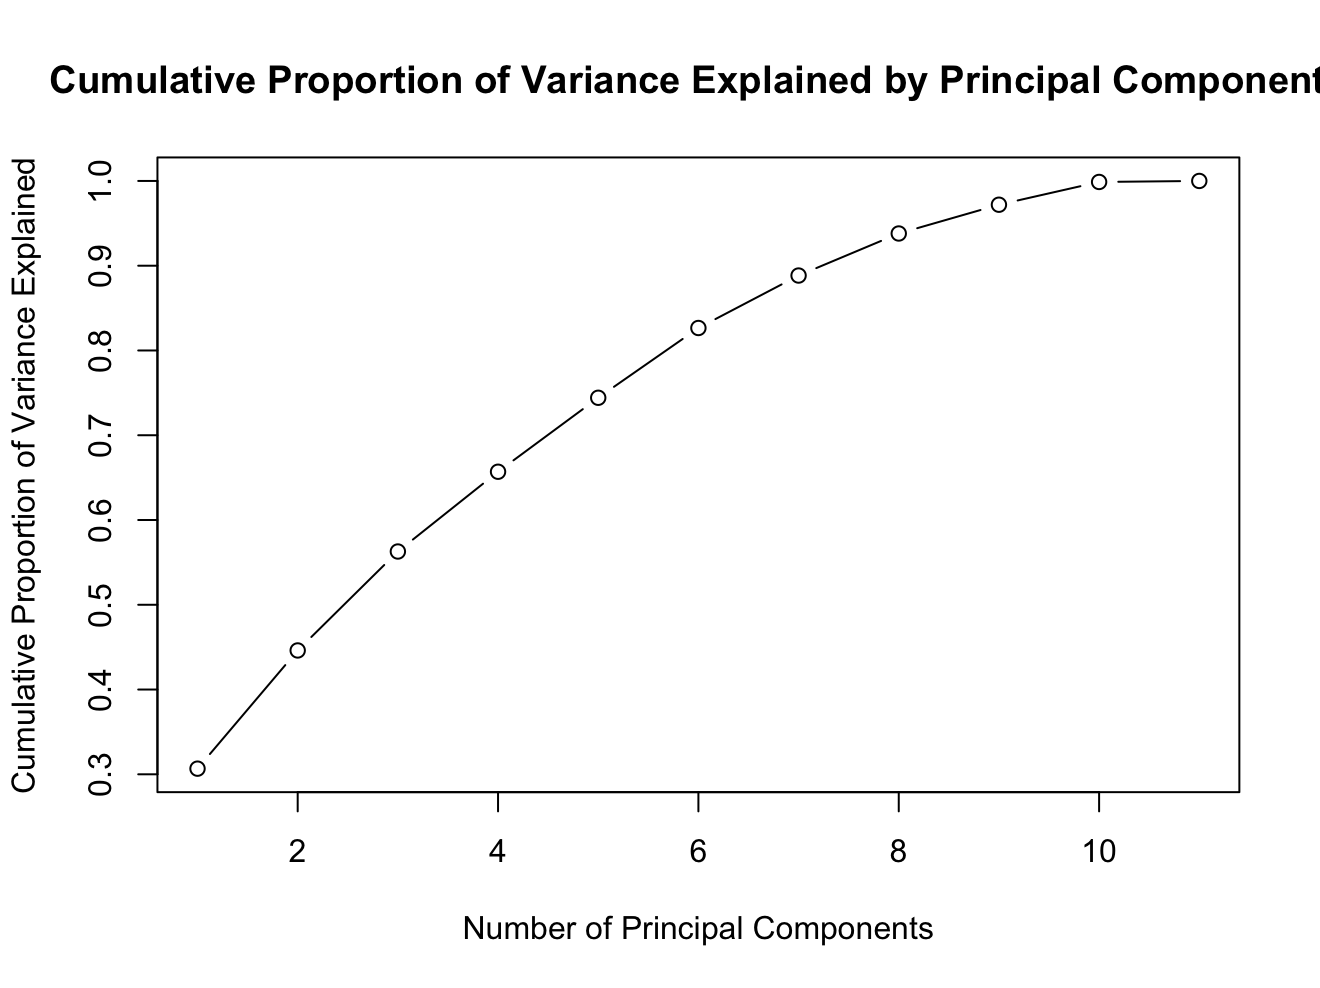 Cumulative Proportion of Variance Explained by Principal Component
Cumulative Proportion of Variance Explained
1.0
0.9
0.8
0.7
0.6
0.5
0.4
0.3
2 4 6 8 10
Number of Principal Components